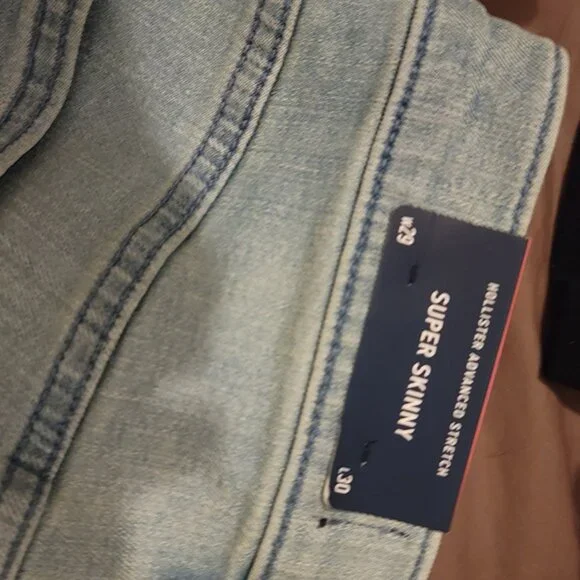 HOLLISTER ADVANCED STRETCH
SUPER SKINNY
W29
L30